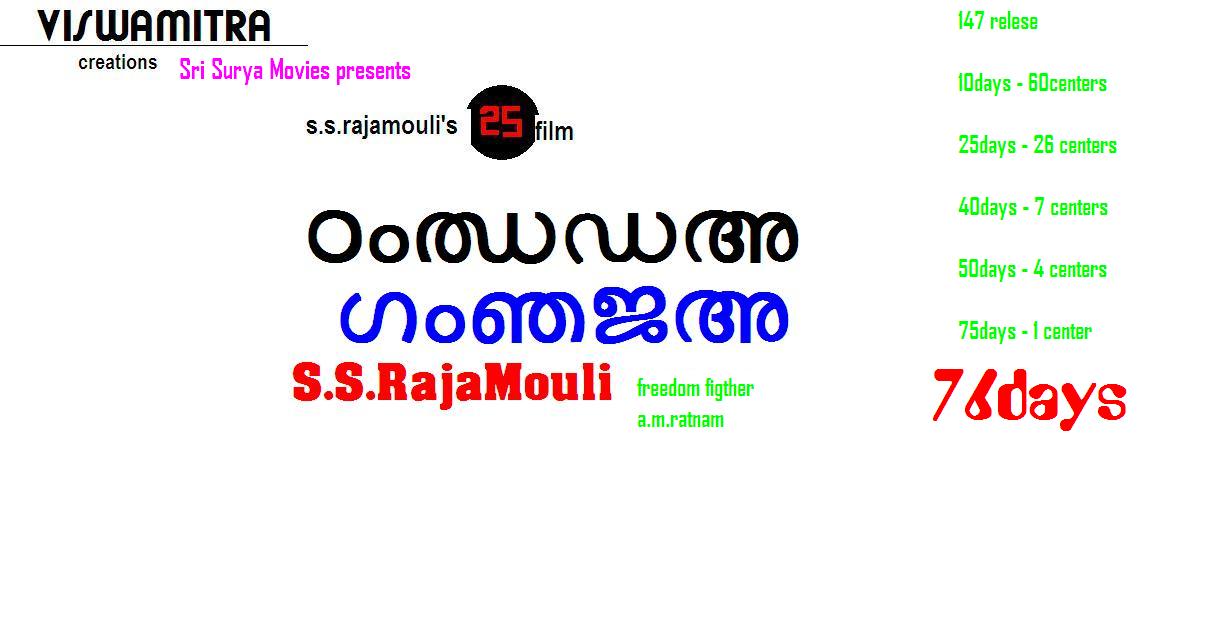 VISWAMITRA
creations
Sri Surya Movies presents
s.s.rajamouli's 25 film
ഠംഝഡഅ
ഗംഞജഅ
S.S.RajaMouli
freedom figther
a.m.ratnam
147 relese
10days - 60centers
25days - 26 centers
40days - 7 centers
50days - 4 centers
75days - 1 center
76days